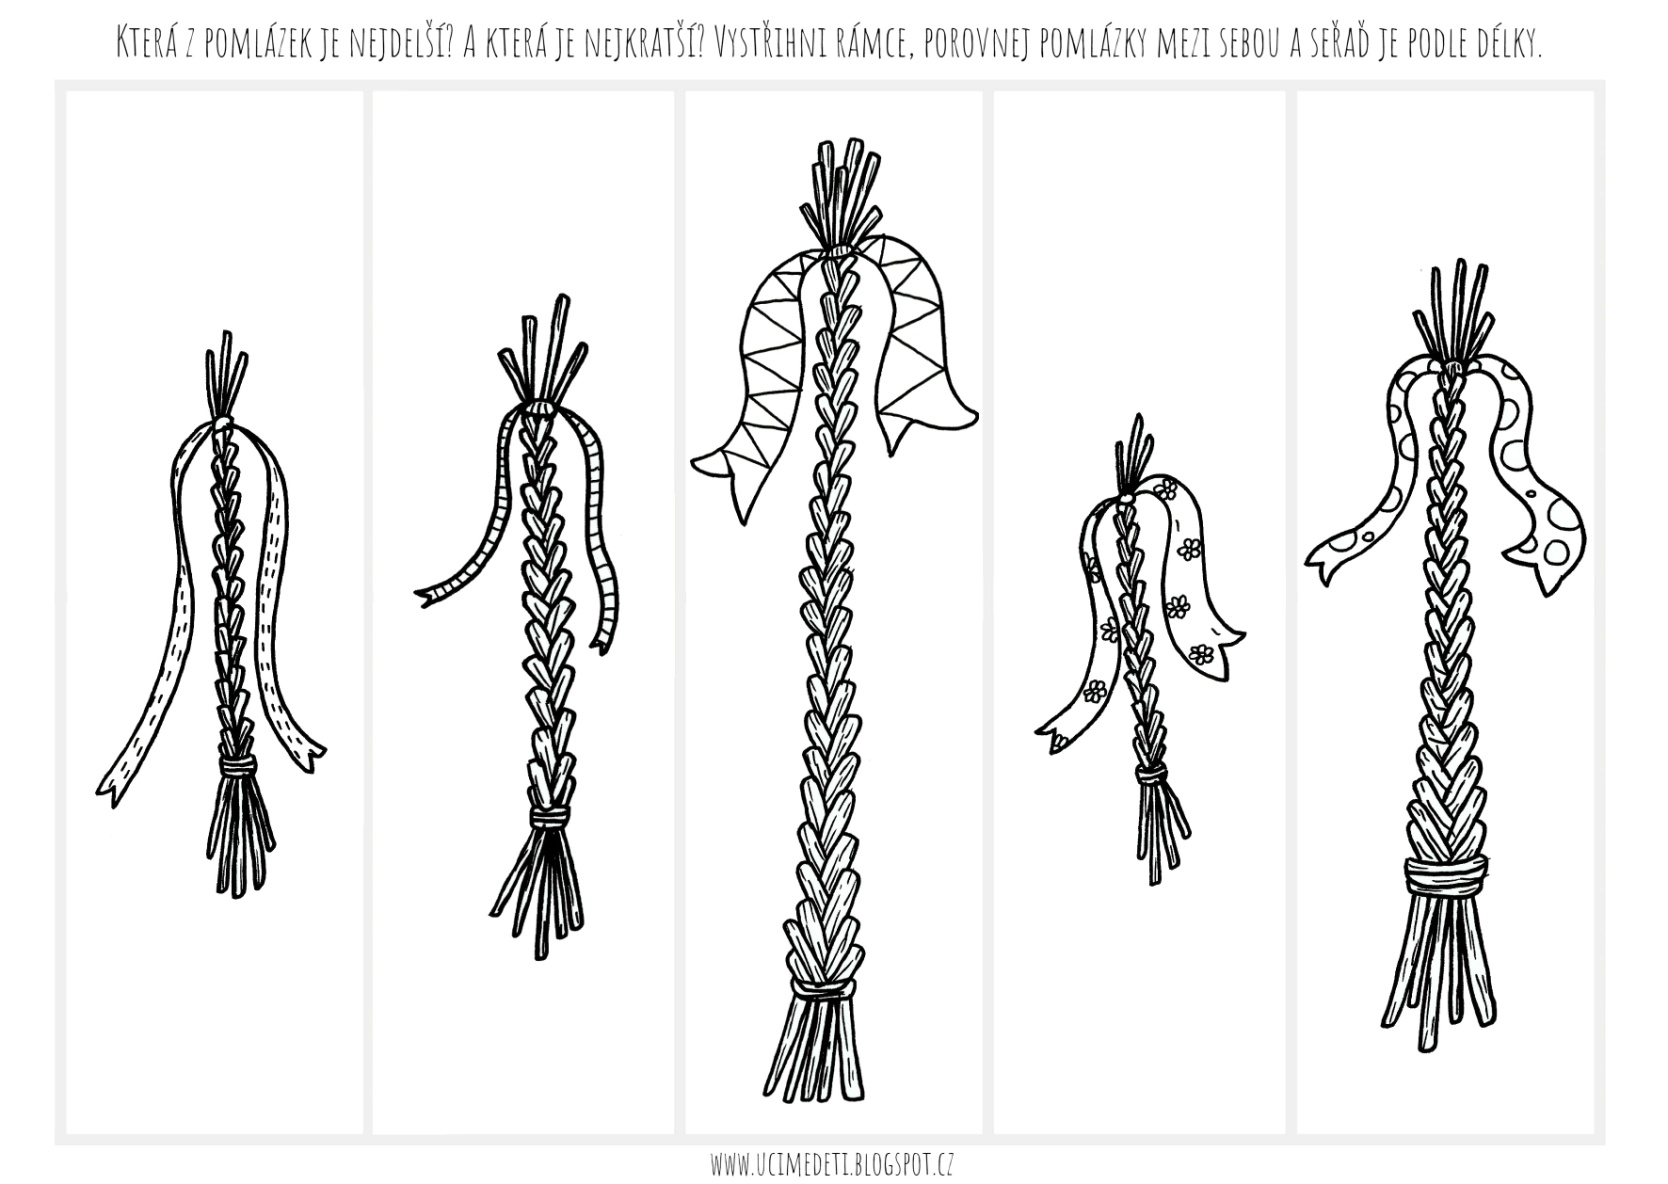 Která z pomlázek je nejdelší? A která je nejkratší? Vystřihni rámce, porovnej pomlázky mezi sebou a seřaď je podle délky.
www.ucimedeti.blogspot.cz